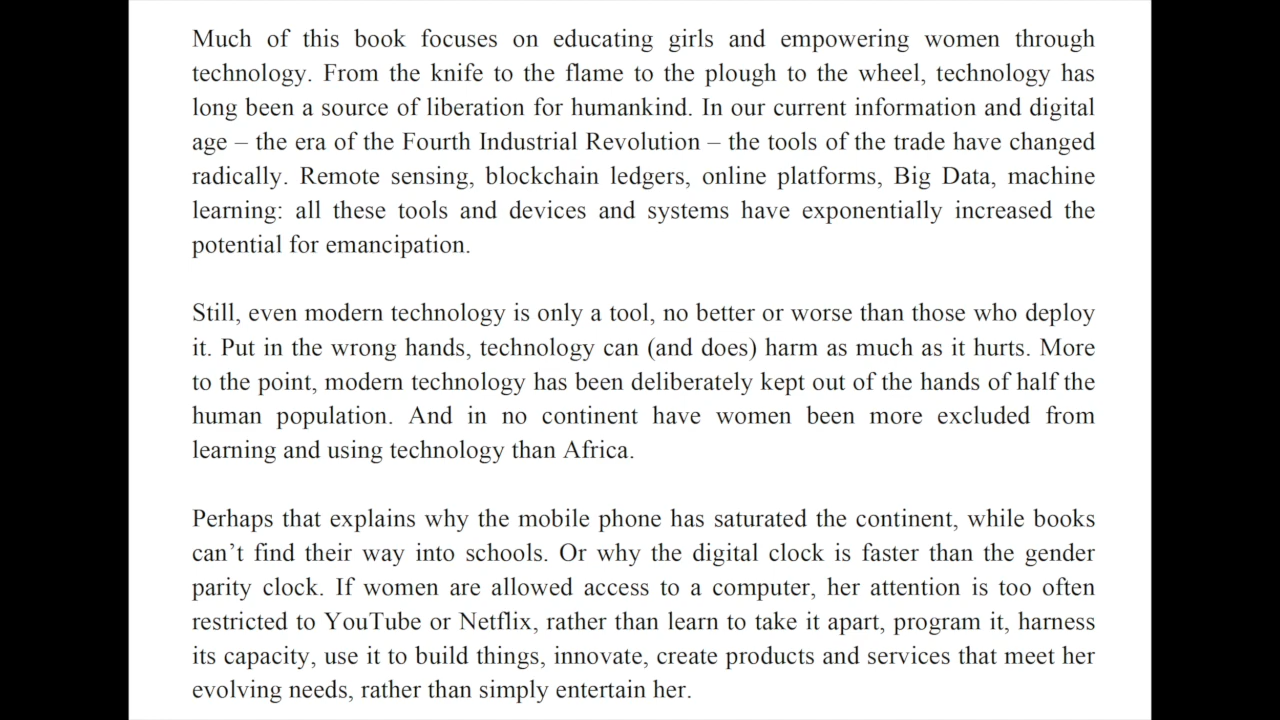 Much of this book focuses on educating girls and empowering women through
technology. From the knife to the flame to the plough to the wheel, technology has
long been a source of liberation for humankind. In our current information and digital
age – the era of the Fourth Industrial Revolution – the tools of the trade have changed
radically. Remote sensing, blockchain ledgers, online platforms, Big Data, machine
learning: all these tools and devices and systems have exponentially increased the
potential for emancipation.
Still, even modern technology is only a tool, no better or worse than those who deploy
it. Put in the wrong hands, technology can (and does) harm as much as it hurts. More
to the point, modern technology has been deliberately kept out of the hands of half the
human population. And in no continent have women been more excluded from
learning and using technology than Africa.
Perhaps that explains why the mobile phone has saturated the continent, while books
can’t find their way into schools. Or why the digital clock is faster than the gender
parity clock. If women are allowed access to a computer, her attention is too often
restricted to YouTube or Netflix, rather than learn to take it apart, program it, harness
its capacity, use it to build things, innovate, create products and services that meet her
evolving needs, rather than simply entertain her.